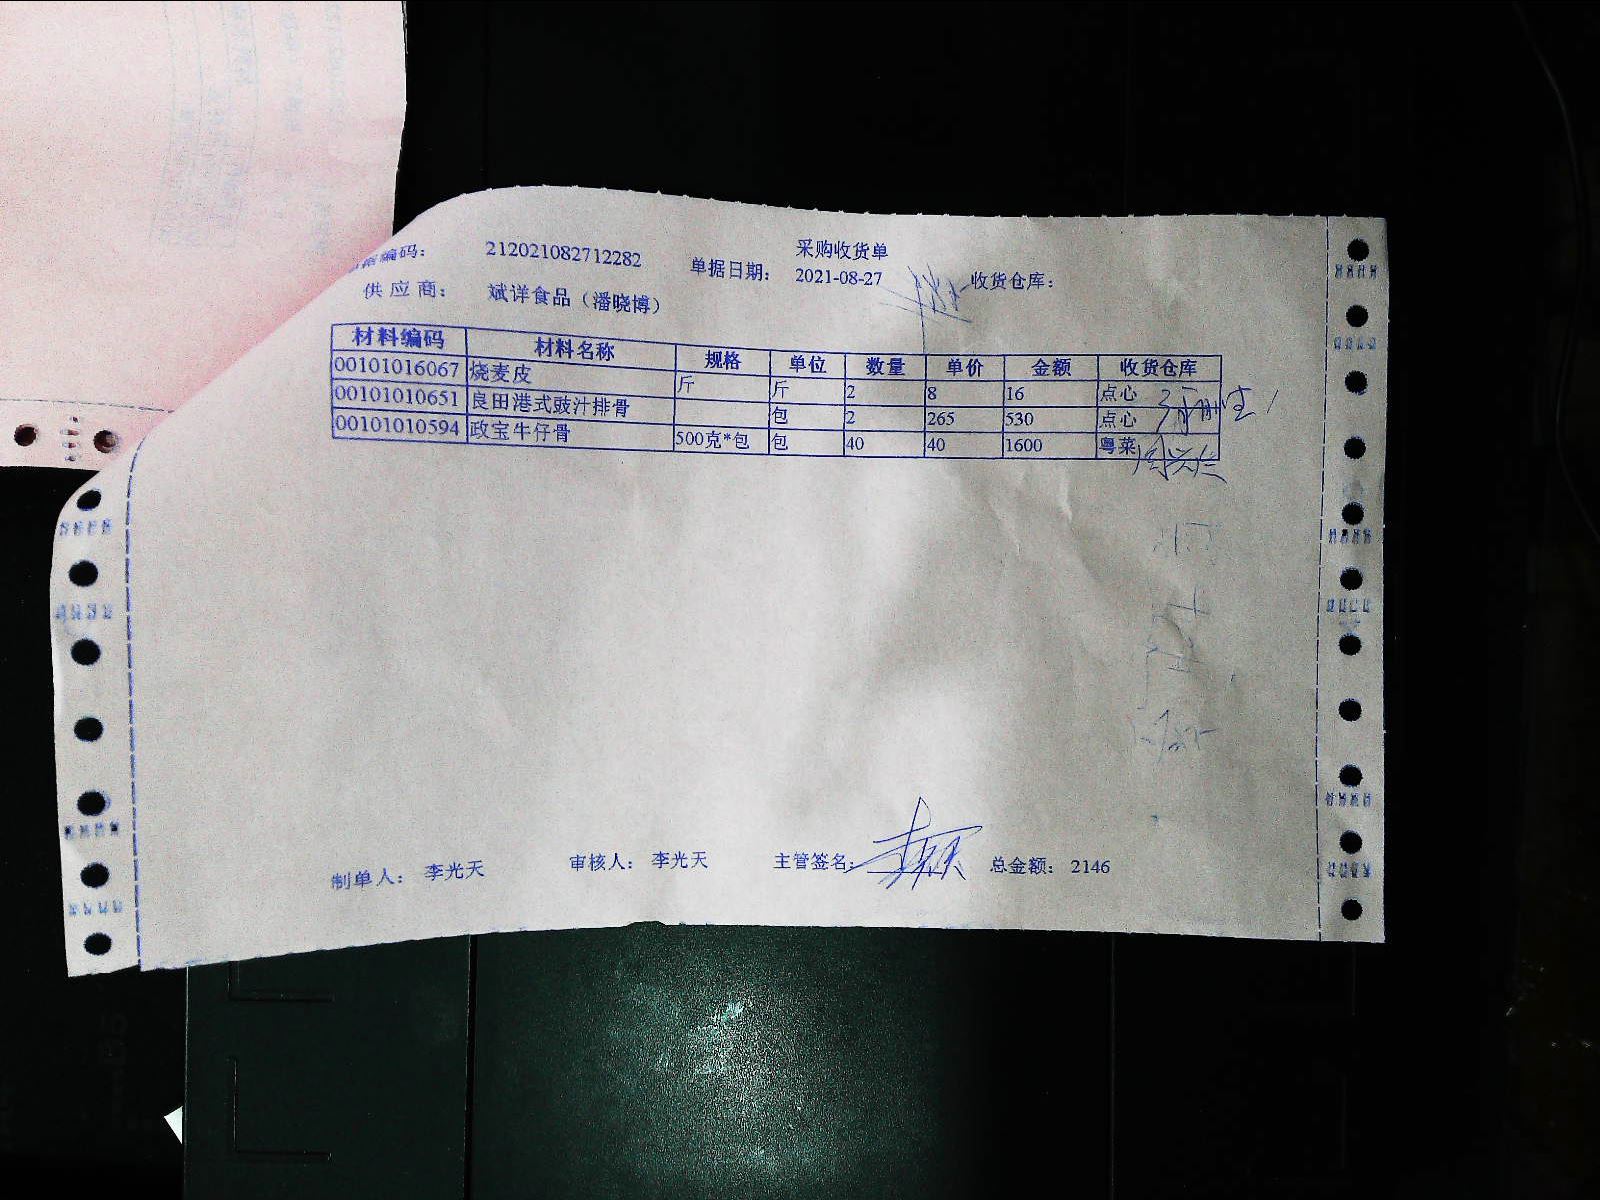 采购收货单
编码： 212021082712282 单据日期： 2021-08-27 收货仓库：
供应商： 斌详食品（潘晓博）
材料编码 材料名称 规格 单位 数量 单价 金额 收货仓库
00101016067 烧麦皮 斤 斤 2 8 16 点心
00101010651 良田港式豉汁排骨 包 2 265 530 点心
00101010594 政宝牛仔骨 500克*包 包 40 40 1600 粤菜
制单人： 李光天 审核人： 李光天 主管签名： 总金额： 2146